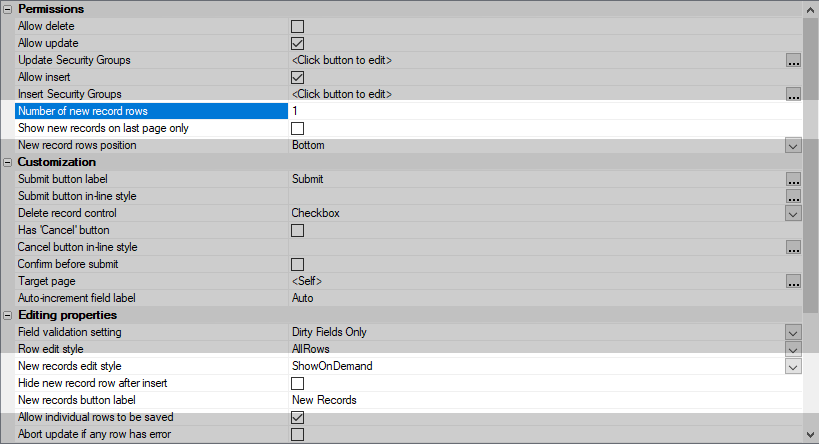 Permissions
Allow delete
Allow update
Update Security Groups <Click button to edit> ...
Allow insert
Insert Security Groups <Click button to edit> ...
Number of new record rows 1
Show new records on last page only
New record rows position Bottom
Customization
Submit button label Submit ...
Submit button in-line style ...
Delete record control Checkbox
Has 'Cancel' button
Cancel button in-line style ...
Confirm before submit
Target page <Self> ...
Auto-increment field label Auto
Editing properties
Field validation setting Dirty Fields Only
Row edit style AllRows
New records edit style ShowOnDemand
Hide new record row after insert
New records button label New Records
Allow individual rows to be saved
Abort update if any row has error